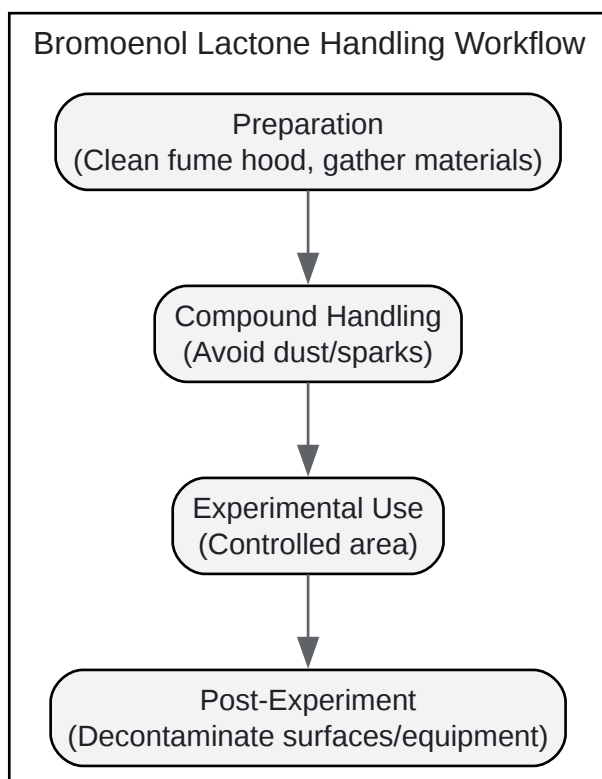 Bromoenol Lactone Handling Workflow
Preparation
(Clean fume hood, gather materials)
Compound Handling
(Avoid dust/sparks)
Experimental Use
(Controlled area)
Post-Experiment
(Decontaminate surfaces/equipment)